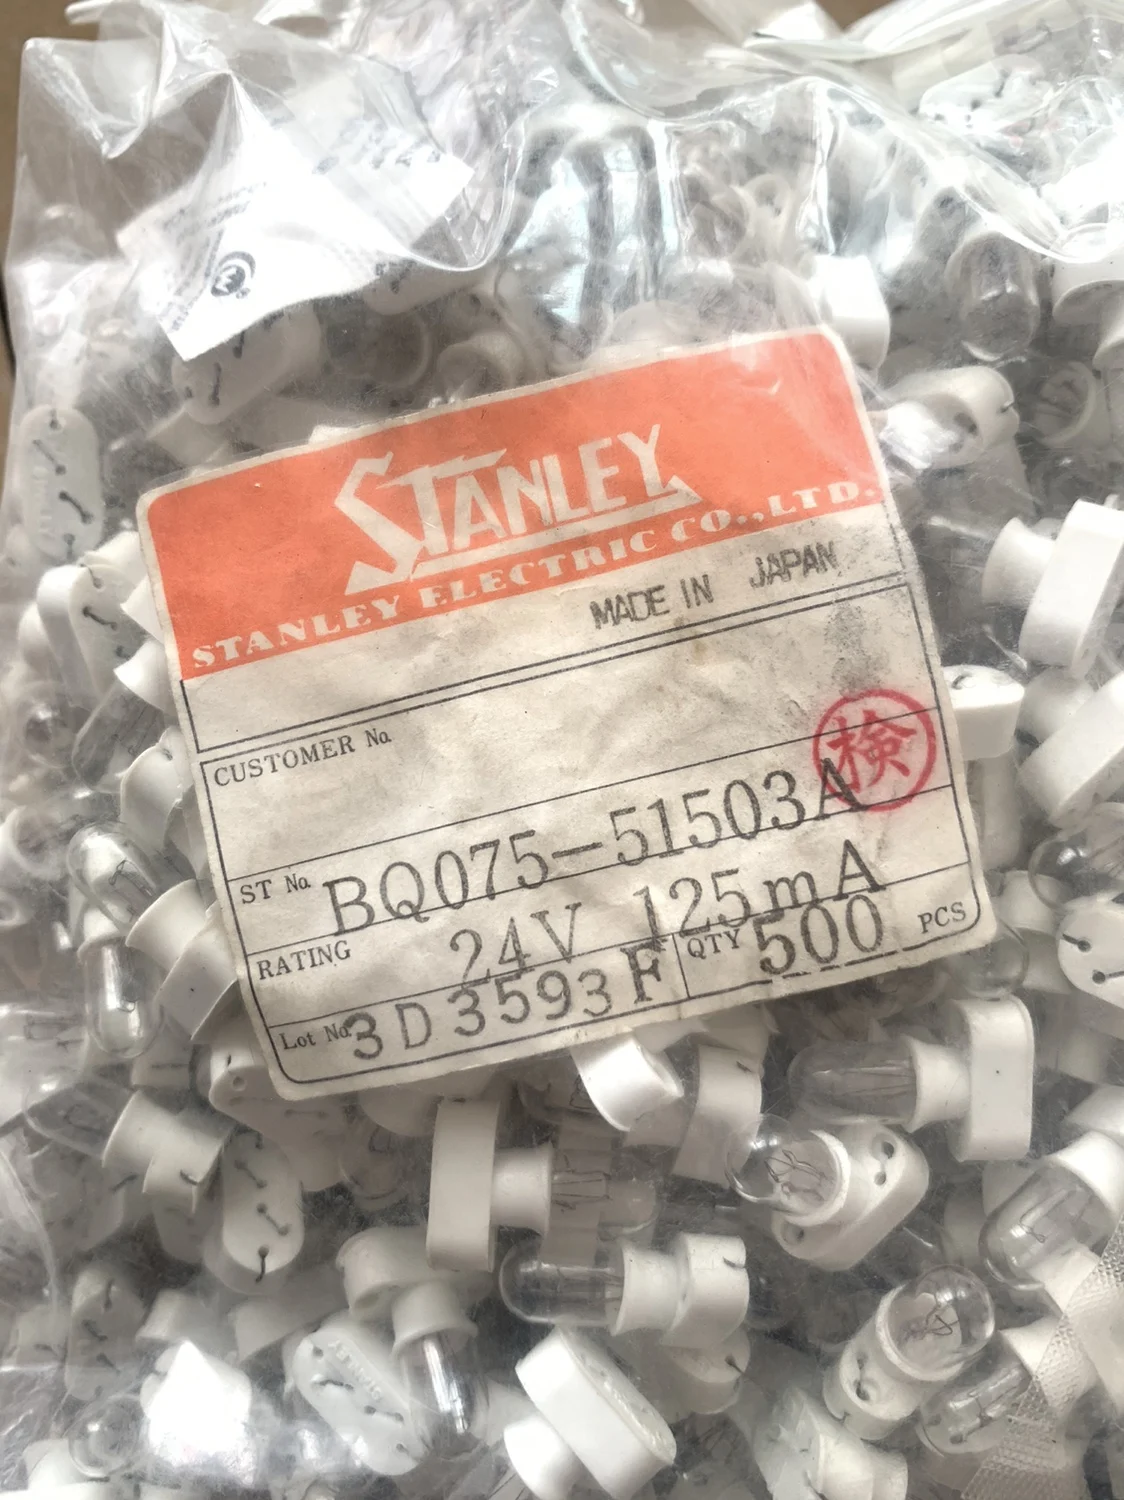 STANLEY
STANLEY ELECTRIC CO.,LTD.
MADE IN JAPAN
CUSTOMER No.
検
ST No. BQ075-51503A
RATING 24V 125mA
Lot No. 3D3593F QTY 500 PCS